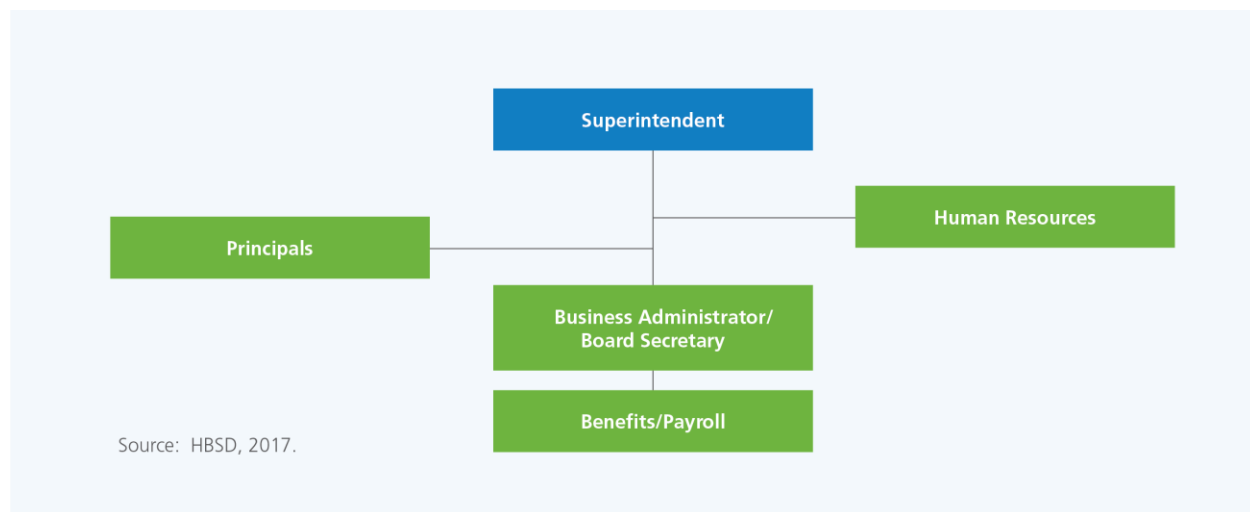 Superintendent
Human Resources
Principals
Business Administrator/
Board Secretary
Benefits/Payroll
Source: HBSD, 2017.